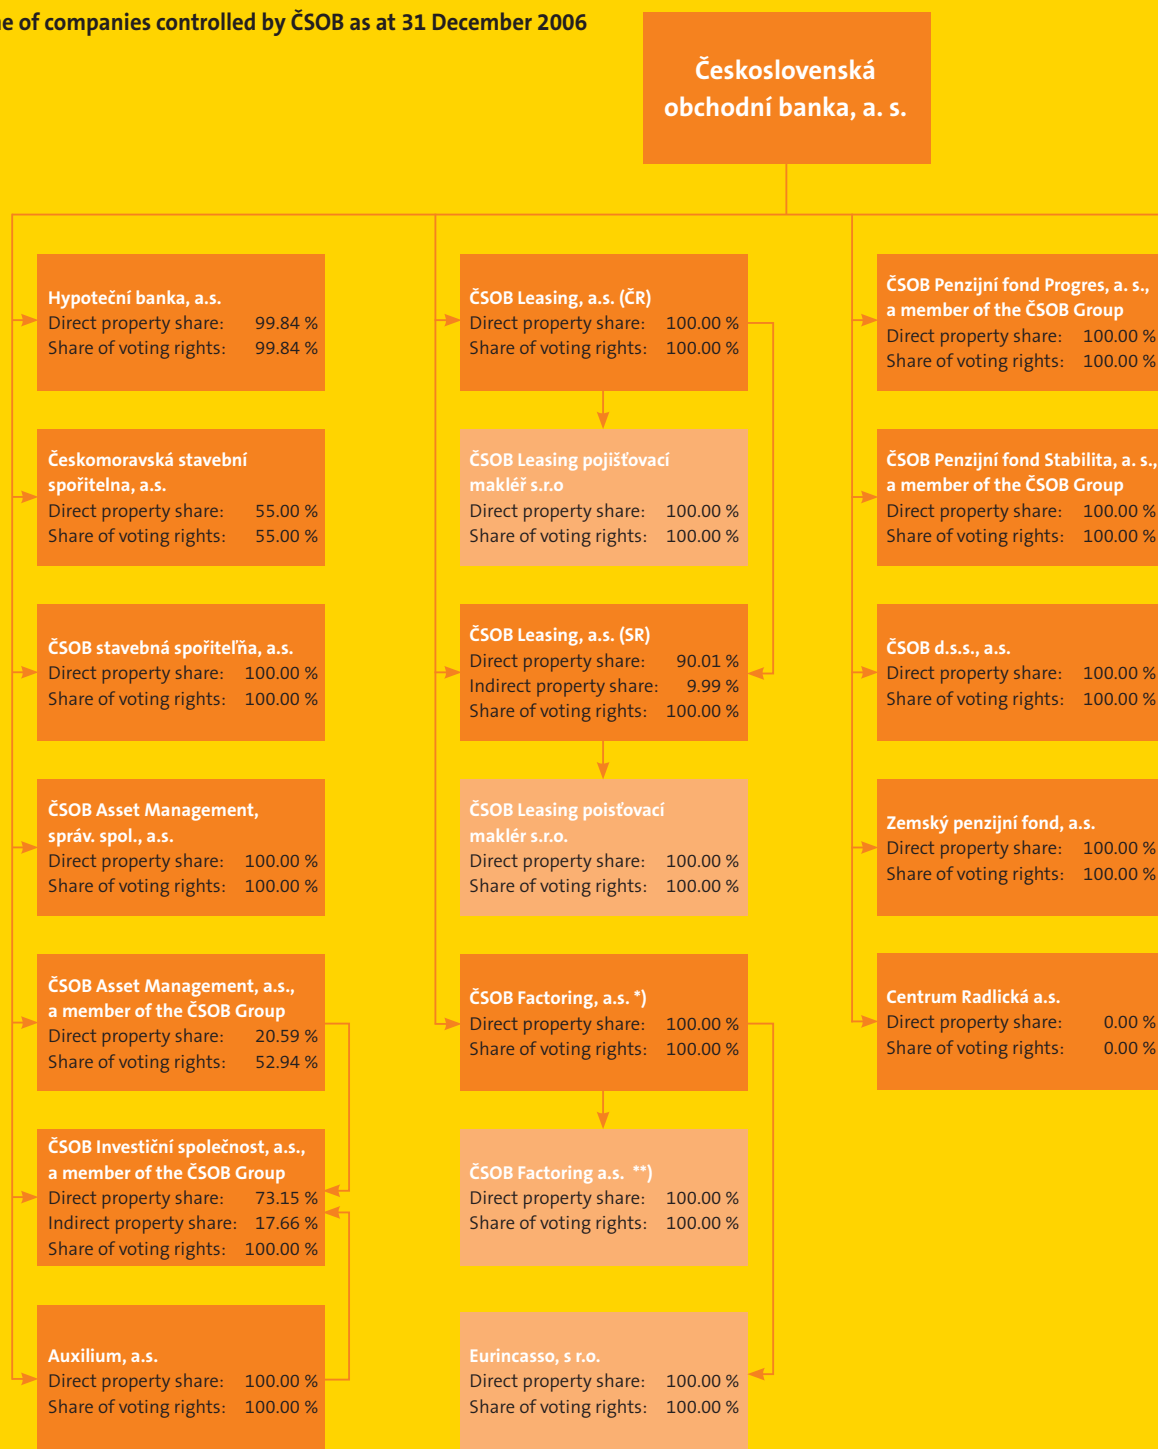 of companies controlled by ČSOB as at 31 December 2006
Československá
obchodní banka, a. s.
Hypoteční banka, a.s.
Direct property share: 99.84 %
Share of voting rights: 99.84 %
Českomoravská stavební
spořitelna, a.s.
Direct property share: 55.00 %
Share of voting rights: 55.00 %
ČSOB stavebná spořiteľňa, a.s.
Direct property share: 100.00 %
Share of voting rights: 100.00 %
ČSOB Asset Management,
správ. spol., a.s.
Direct property share: 100.00 %
Share of voting rights: 100.00 %
ČSOB Asset Management, a.s.,
a member of the ČSOB Group
Direct property share: 20.59 %
Share of voting rights: 52.94 %
ČSOB Investiční společnost, a.s.,
a member of the ČSOB Group
Direct property share: 73.15 %
Indirect property share: 17.66 %
Share of voting rights: 100.00 %
Auxilium, a.s.
Direct property share: 100.00 %
Share of voting rights: 100.00 %
ČSOB Leasing, a.s. (ČR)
Direct property share: 100.00 %
Share of voting rights: 100.00 %
ČSOB Leasing pojišťovací
makléř s.r.o
Direct property share: 100.00 %
Share of voting rights: 100.00 %
ČSOB Leasing, a.s. (SR)
Direct property share: 90.01 %
Indirect property share: 9.99 %
Share of voting rights: 100.00 %
ČSOB Leasing poisťovací
maklér s.r.o.
Direct property share: 100.00 %
Share of voting rights: 100.00 %
ČSOB Factoring, a.s. *)
Direct property share: 100.00 %
Share of voting rights: 100.00 %
ČSOB Factoring a.s. **)
Direct property share: 100.00 %
Share of voting rights: 100.00 %
Eurincasso, s r.o.
Direct property share: 100.00 %
Share of voting rights: 100.00 %
ČSOB Penzijní fond Progres, a. s.,
a member of the ČSOB Group
Direct property share: 100.00 %
Share of voting rights: 100.00 %
ČSOB Penzijní fond Stabilita, a. s.,
a member of the ČSOB Group
Direct property share: 100.00 %
Share of voting rights: 100.00 %
ČSOB d.s.s., a.s.
Direct property share: 100.00 %
Share of voting rights: 100.00 %
Zemský penzijní fond, a.s.
Direct property share: 100.00 %
Share of voting rights: 100.00 %
Centrum Radlická a.s.
Direct property share: 0.00 %
Share of voting rights: 0.00 %